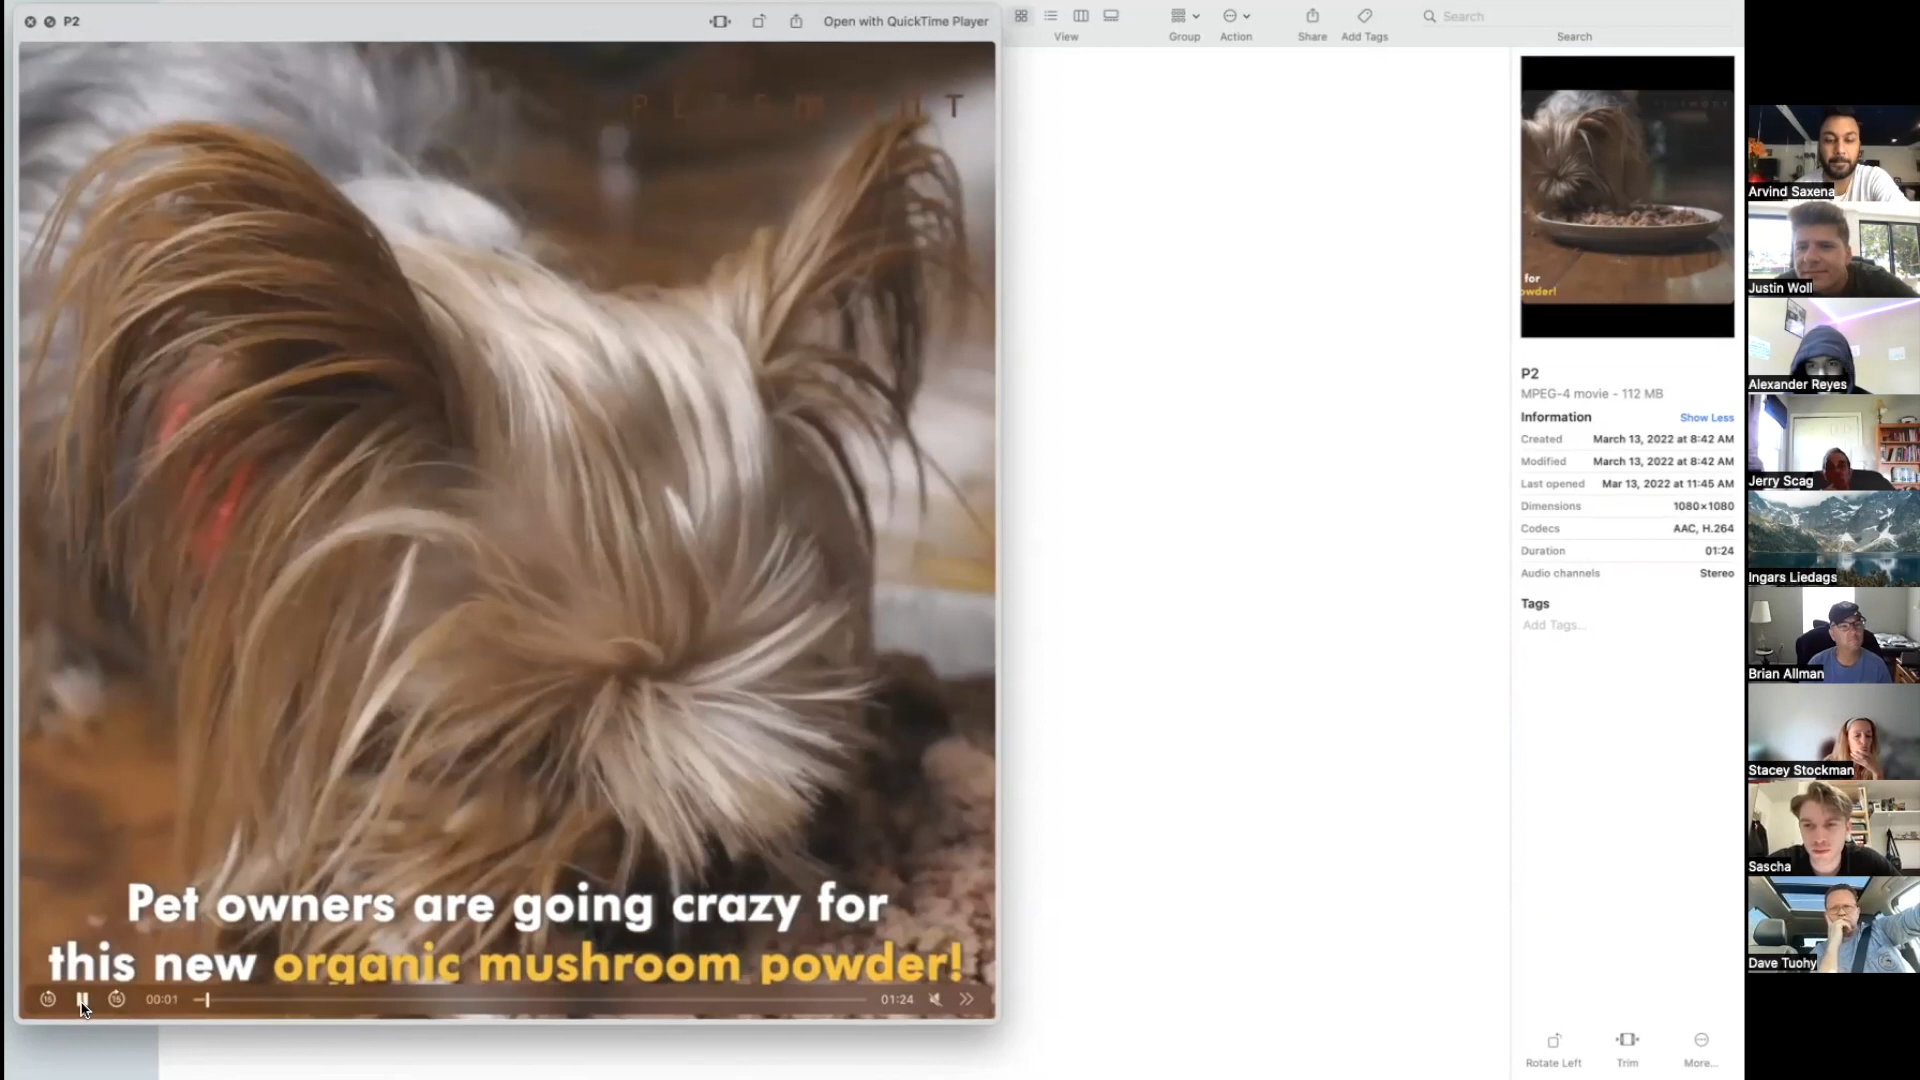 P2
Open with QuickTime Player
View
Group
Action
Share
Add Tags
Search
Search
Pet owners are going crazy for
this new organic mushroom powder!
15
15
00:01
01:24
for
owder!
P2
MPEG-4 movie - 112 MB
Information
Show Less
Created
March 13, 2022 at 8:42 AM
Modified
March 13, 2022 at 8:42 AM
Last opened
Mar 13, 2022 at 11:45 AM
Dimensions
1080×1080
Codecs
AAC, H.264
Duration
01:24
Audio channels
Stereo
Tags
Add Tags...
Rotate Left
Trim
More...
Arvind Saxena
Justin Woll
Alexander Reyes
Jerry Scag
Ingars Liedags
Brian Allman
Stacey Stockman
Sascha
Dave Tuohy